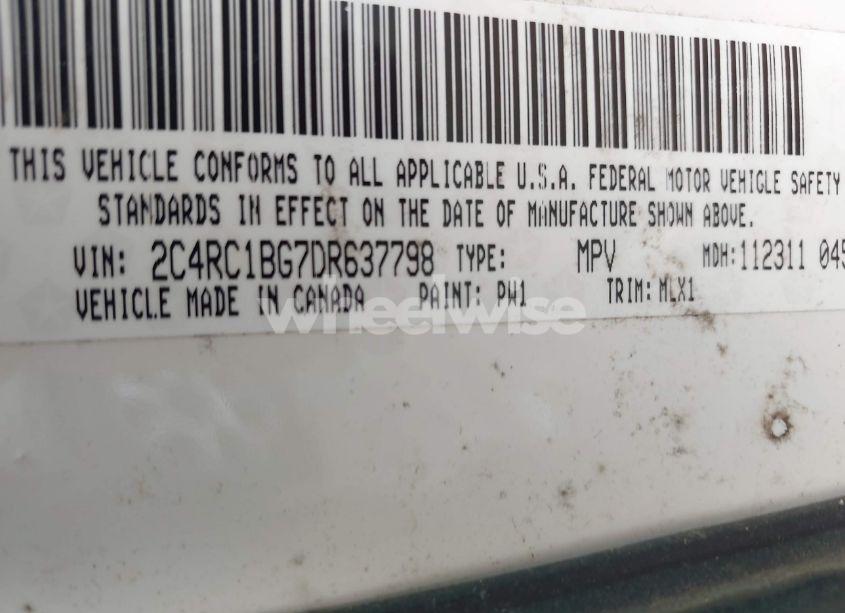 THIS VEHICLE CONFORMS TO ALL APPLICABLE U.S.A. FEDERAL MOTOR VEHICLE SAFETY
STANDARDS IN EFFECT ON THE DATE OF MANUFACTURE SHOWN ABOVE.
VIN: 2C4RC1BG7DR637798 TYPE: MPV MDH: 112311 045
VEHICLE MADE IN CANADA PAINT: PW1 TRIM: MLX1
wheelwise